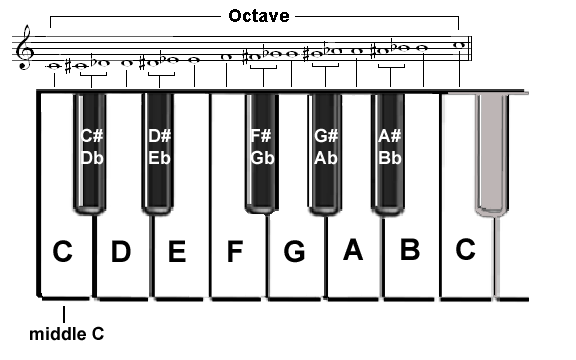 Octave
C# D# F# G# A#
Db Eb Gb Ab Bb
C D E F G A B C
middle C